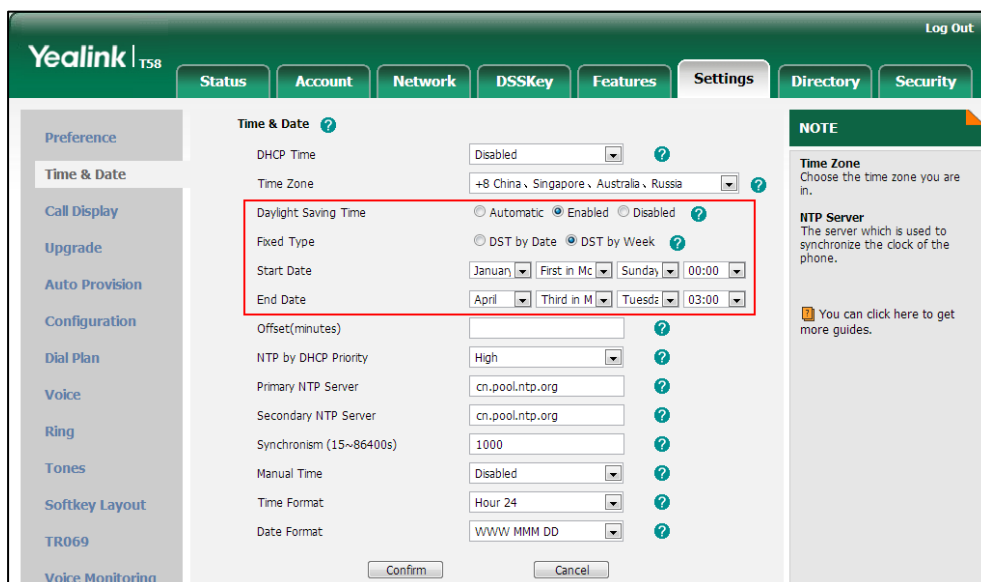 Log Out
Yealink | T58
Status Account Network DSSKey Features Settings Directory Security
Preference
Time & Date
Call Display
Upgrade
Auto Provision
Configuration
Dial Plan
Voice
Ring
Tones
Softkey Layout
TR069
Voice Monitoring
Time & Date ?
DHCP Time Disabled ?
Time Zone +8 China、Singapore、Australia、Russia ?
Daylight Saving Time Automatic Enabled Disabled ?
Fixed Type DST by Date DST by Week ?
Start Date January First in Mc Sunday 00:00
End Date April Third in M Tuesda 03:00
Offset(minutes) ?
NTP by DHCP Priority High ?
Primary NTP Server cn.pool.ntp.org ?
Secondary NTP Server cn.pool.ntp.org ?
Synchronism (15~86400s) 1000 ?
Manual Time Disabled ?
Time Format Hour 24 ?
Date Format WWW MMM DD ?
Confirm Cancel
NOTE
Time Zone
Choose the time zone you are
in.
NTP Server
The server which is used to
synchronize the clock of the
phone.
? You can click here to get
more guides.